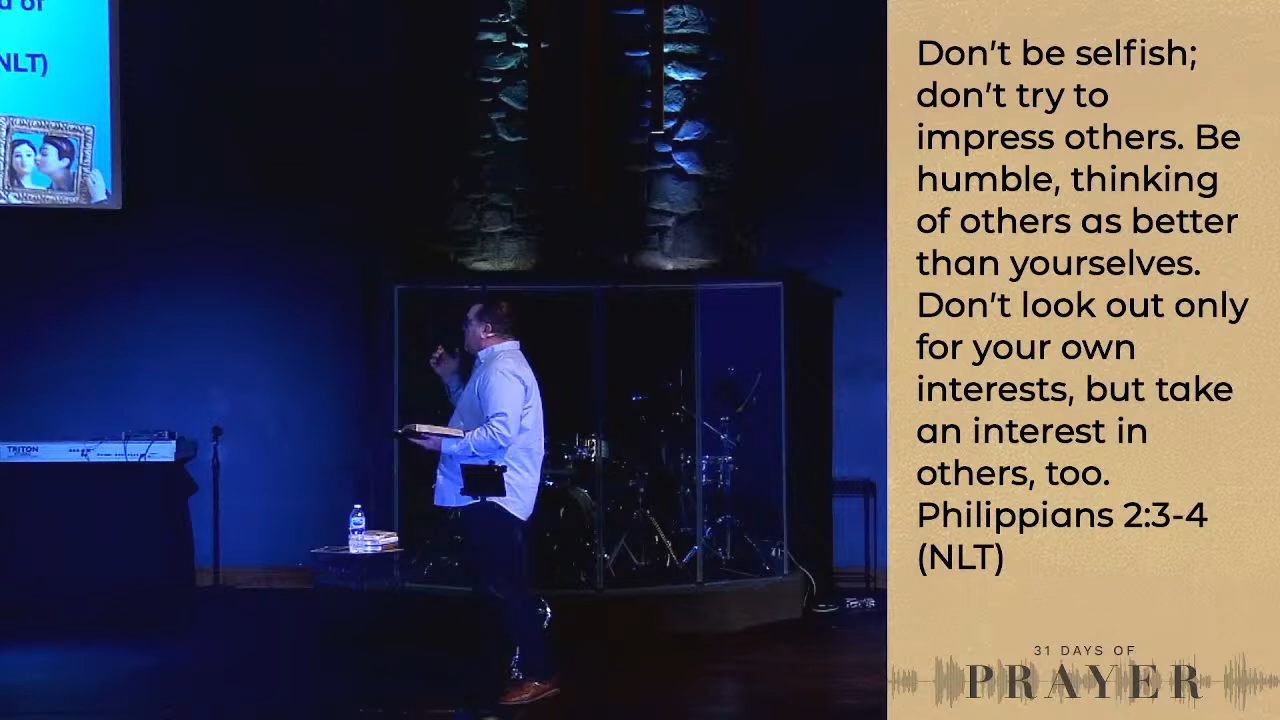 d of
NLT)
TRITON
Don't be selfish;
don't try to
impress others. Be
humble, thinking
of others as better
than yourselves.
Don't look out only
for your own
interests, but take
an interest in
others, too.
Philippians 2:3-4
(NLT)
31 DAYS OF
PRAYER